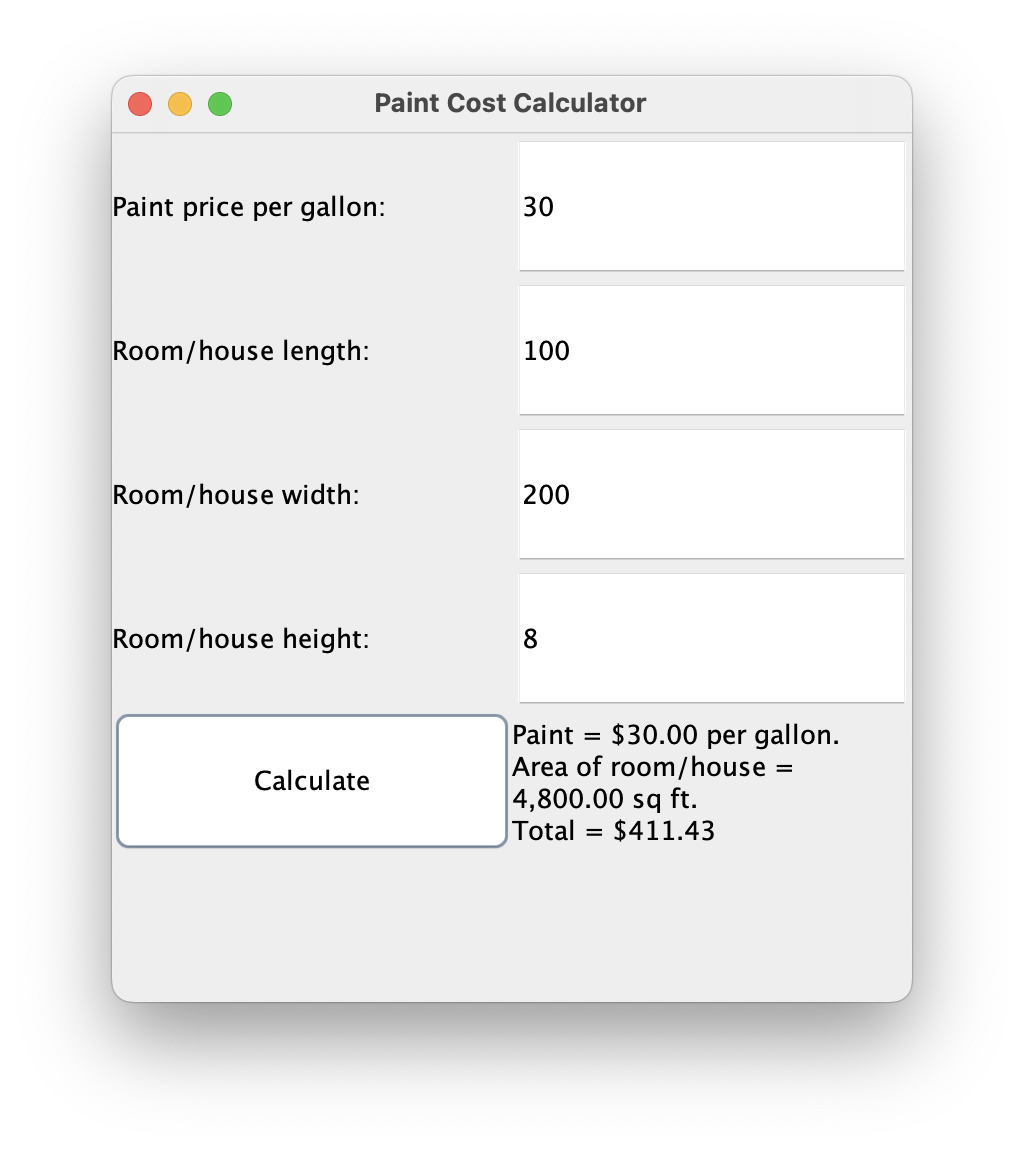 Paint Cost Calculator
Paint price per gallon:
30
Room/house length:
100
Room/house width:
200
Room/house height:
8
Calculate
Paint = $30.00 per gallon.
Area of room/house =
4,800.00 sq ft.
Total = $411.43